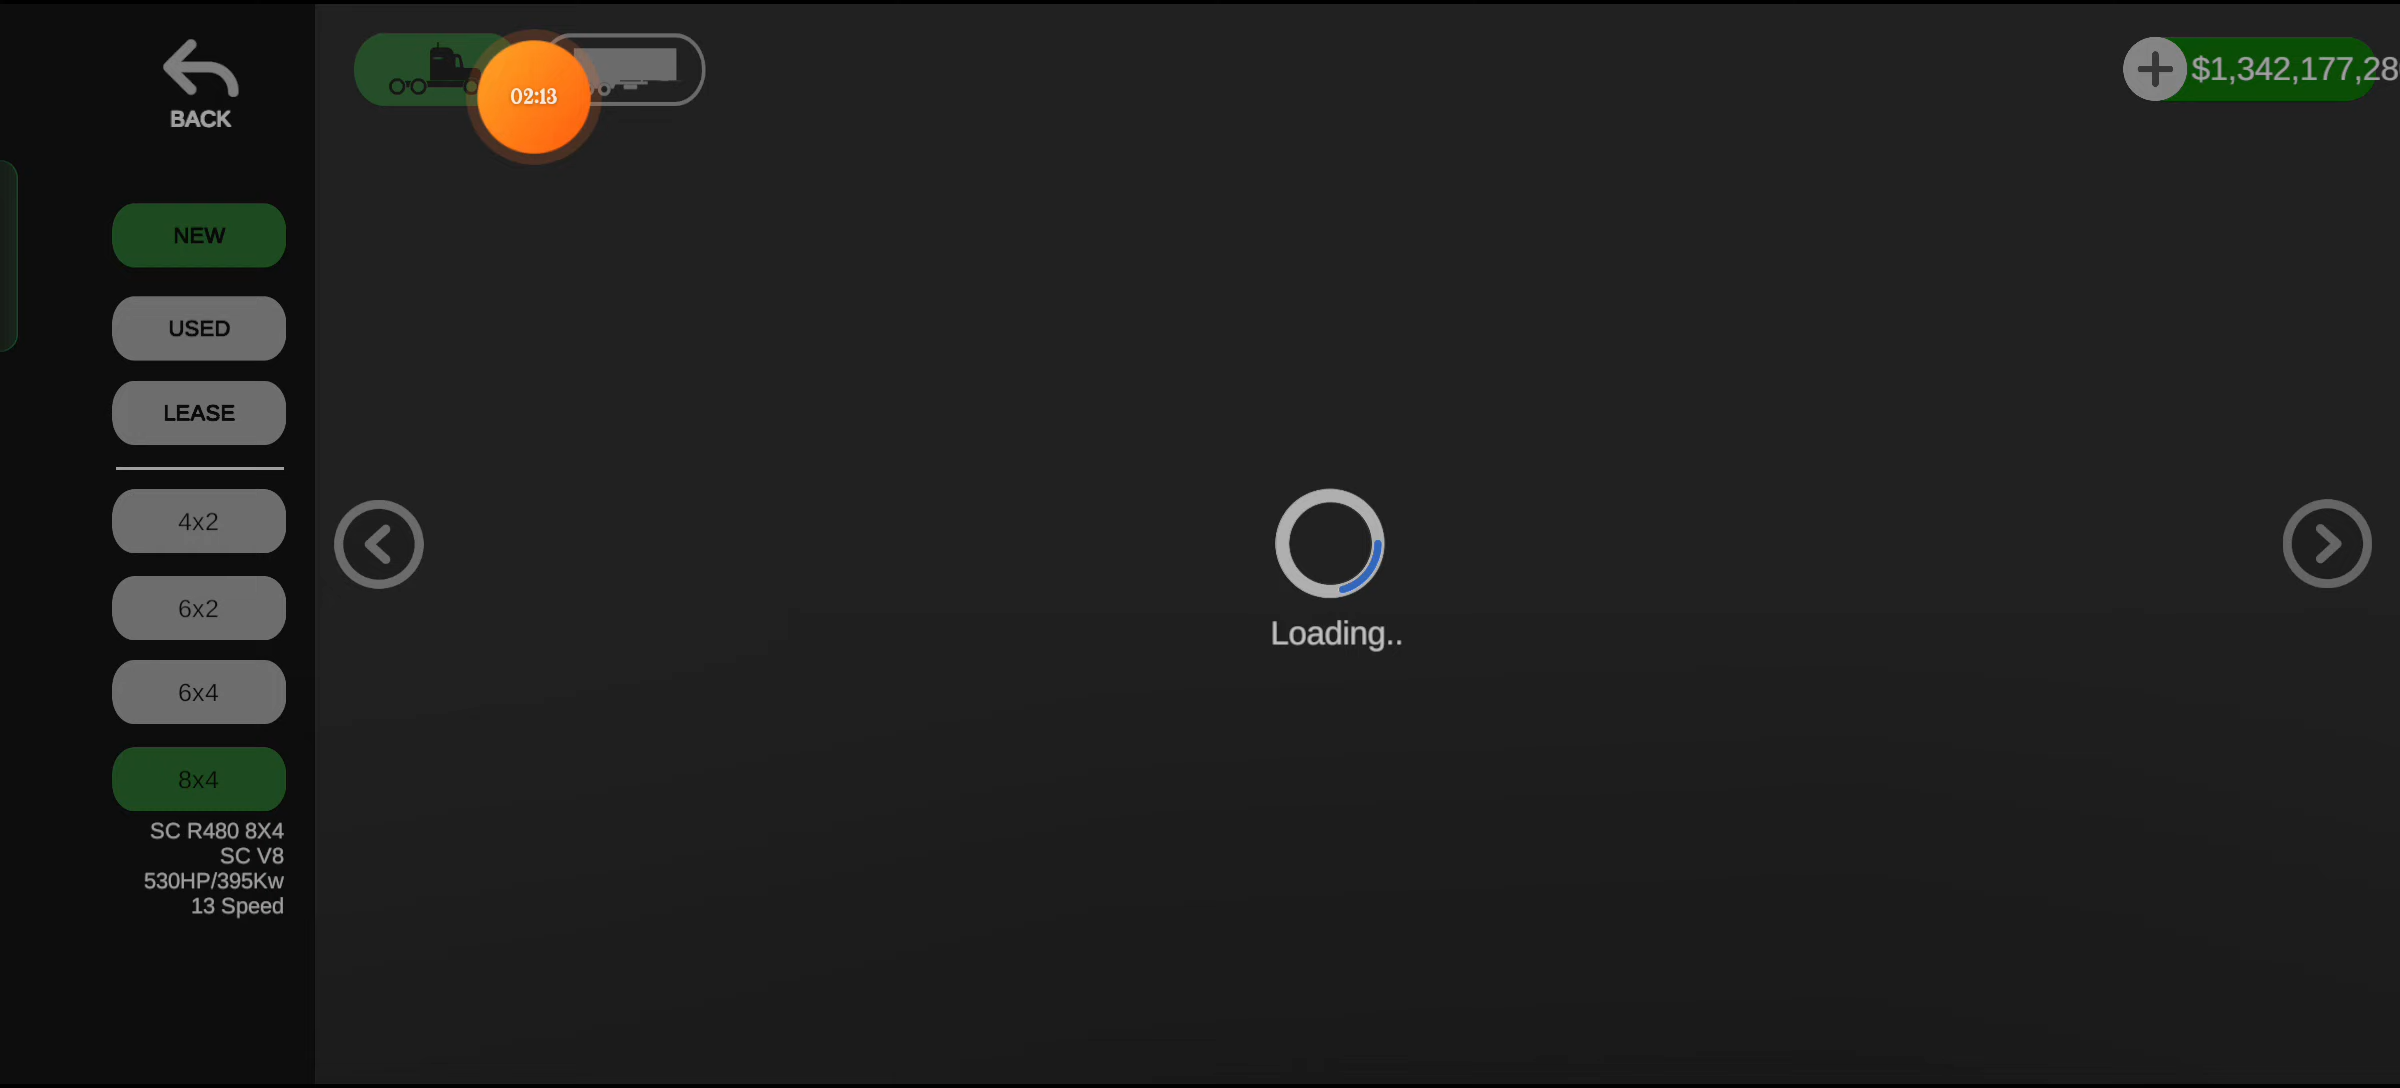 BACK
02:13
$1,342,177,28
NEW
USED
LEASE
4x2
6x2
6x4
8x4
SC R480 8X4
SC V8
530HP/395Kw
13 Speed
Loading..